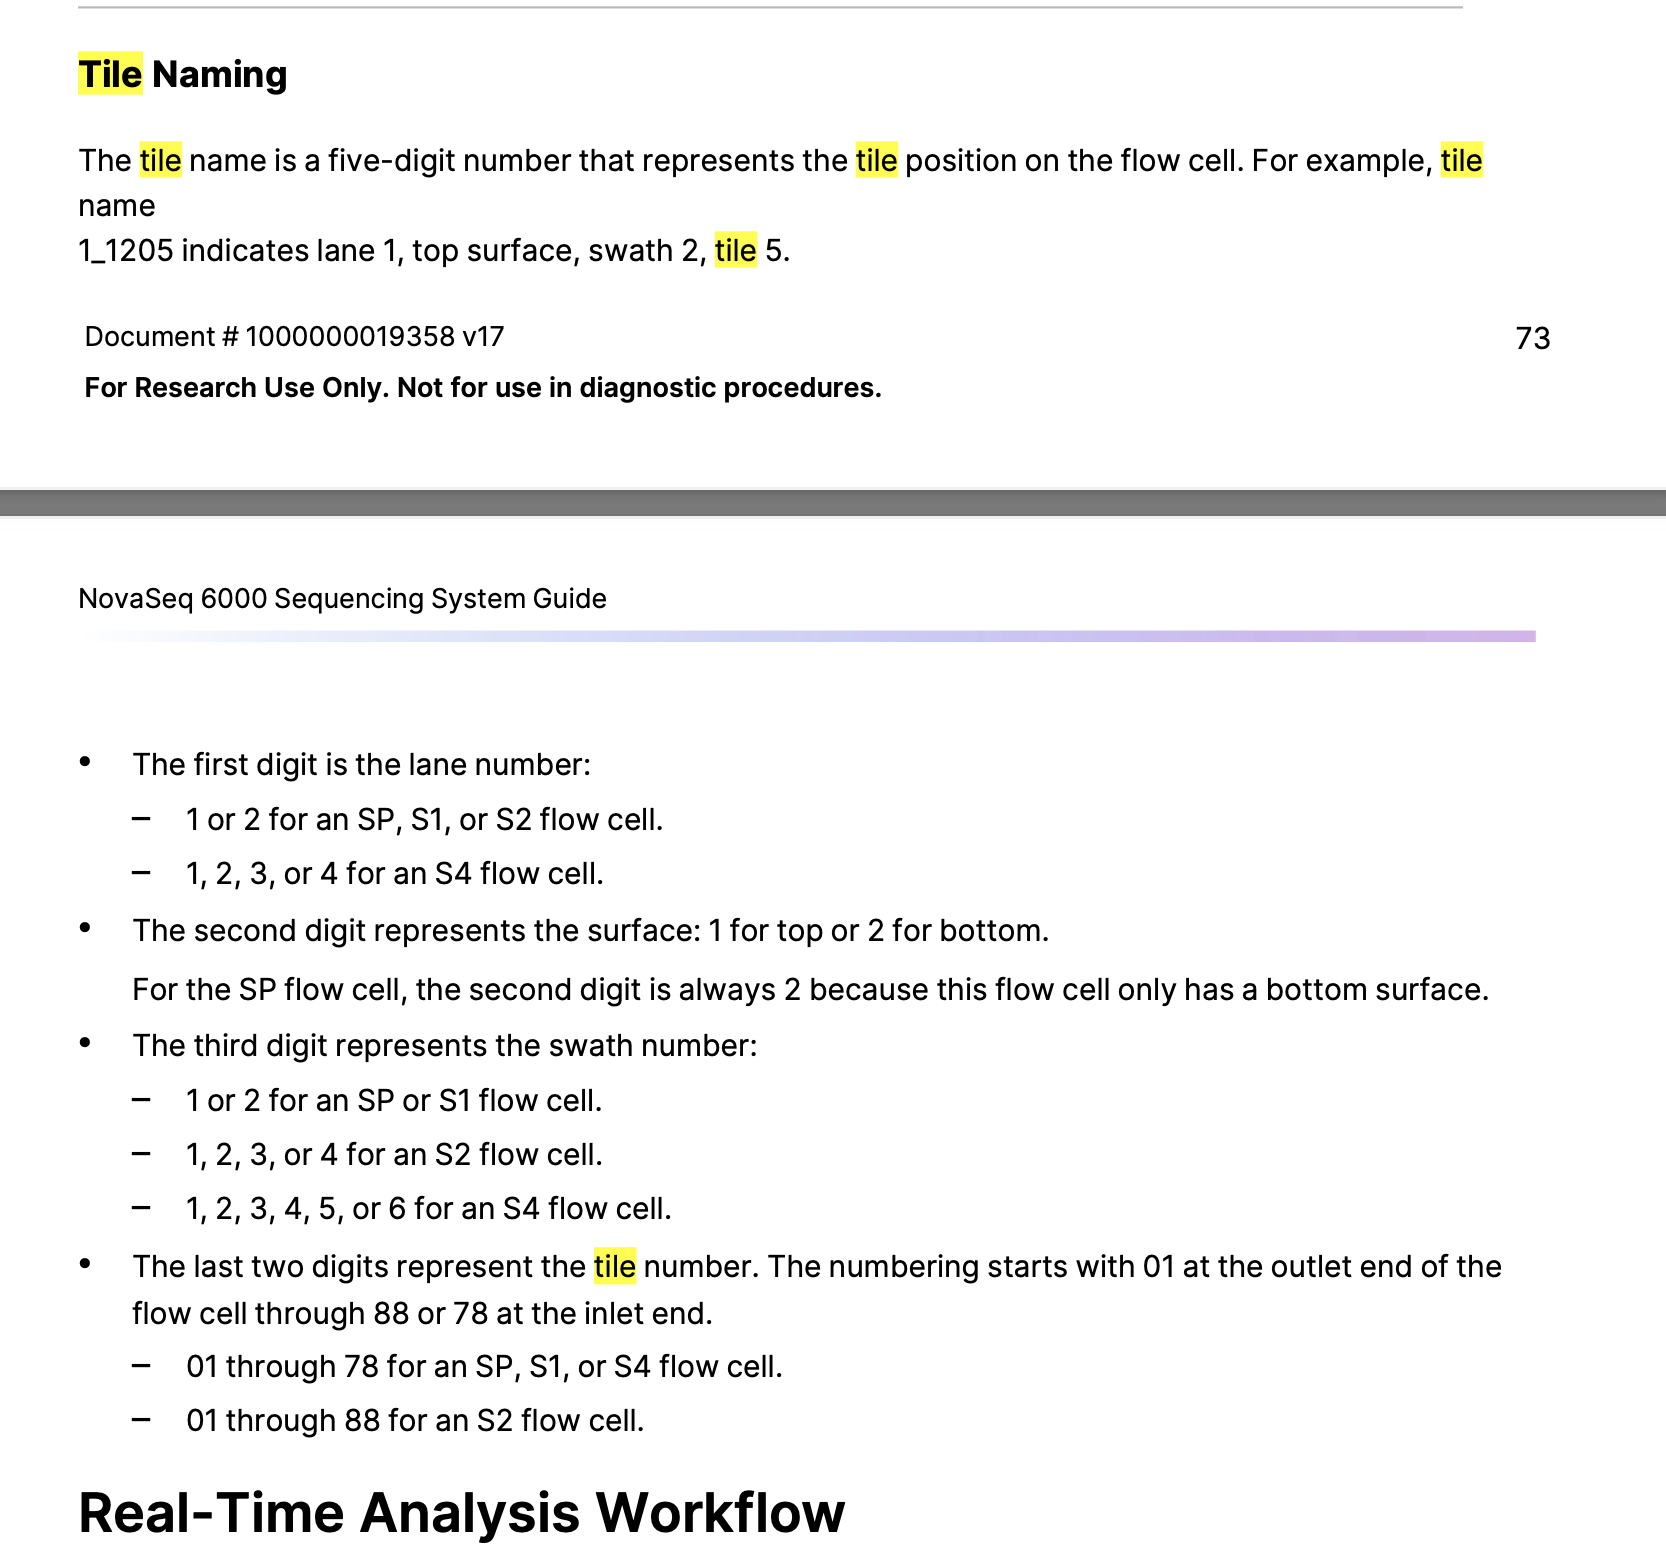 Tile Naming
The tile name is a five-digit number that represents the tile position on the flow cell. For example, tile
name
1_1205 indicates lane 1, top surface, swath 2, tile 5.
Document # 1000000019358 v17
73
For Research Use Only. Not for use in diagnostic procedures.
NovaSeq 6000 Sequencing System Guide
• The first digit is the lane number:
– 1 or 2 for an SP, S1, or S2 flow cell.
– 1, 2, 3, or 4 for an S4 flow cell.
• The second digit represents the surface: 1 for top or 2 for bottom.
For the SP flow cell, the second digit is always 2 because this flow cell only has a bottom surface.
• The third digit represents the swath number:
– 1 or 2 for an SP or S1 flow cell.
– 1, 2, 3, or 4 for an S2 flow cell.
– 1, 2, 3, 4, 5, or 6 for an S4 flow cell.
• The last two digits represent the tile number. The numbering starts with 01 at the outlet end of the
flow cell through 88 or 78 at the inlet end.
– 01 through 78 for an SP, S1, or S4 flow cell.
– 01 through 88 for an S2 flow cell.
Real-Time Analysis Workflow